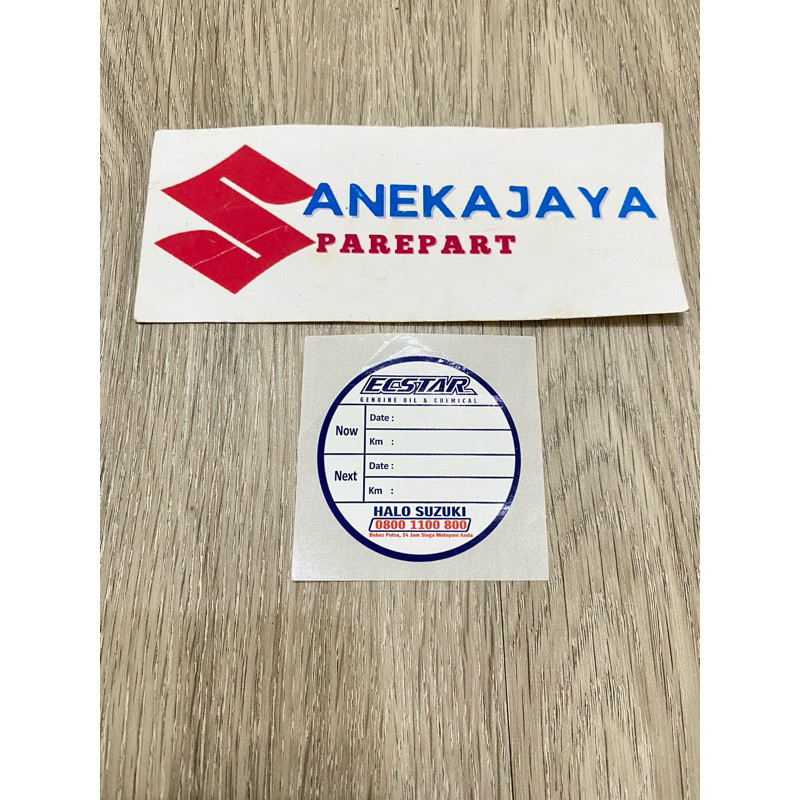 ANEKAJAYA
PAREPART
ECSTAR
GENUINE OIL & CHEMICAL
Now
Date :
Km :
Next
Date :
Km :
HALO SUZUKI
0800 1100 800
Bebas Pulsa, 24 Jam Siaga Melayani Anda